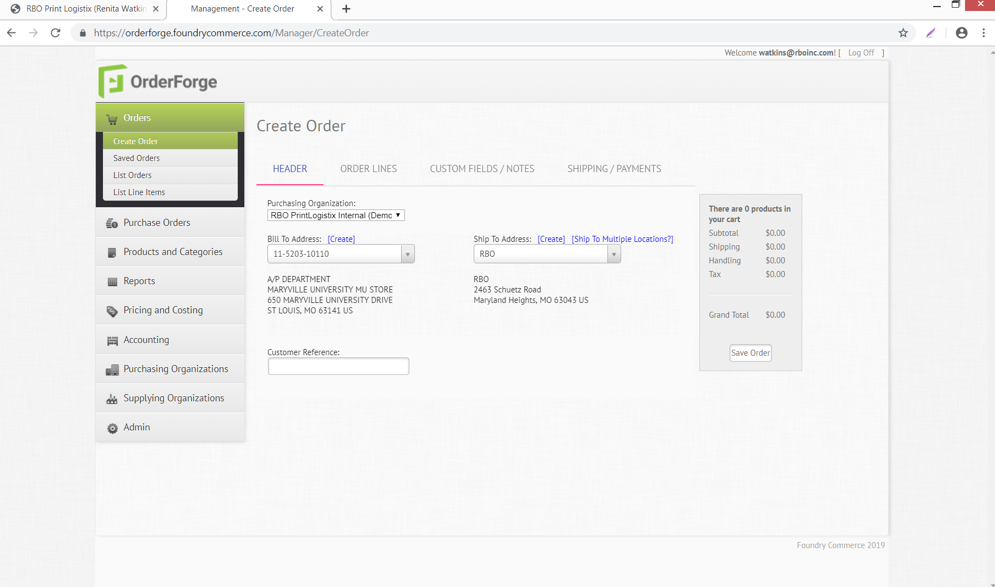 RBO Print Logistix (Renita Watkin
Management - Create Order
https://orderforge.foundrycommerce.com/Manager/CreateOrder
Welcome watkins@rboinc.com! [ Log Off ]
OrderForge
Orders
Create Order
Saved Orders
List Orders
List Line Items
Purchase Orders
Products and Categories
Reports
Pricing and Costing
Accounting
Purchasing Organizations
Supplying Organizations
Admin
Create Order
HEADER
ORDER LINES
CUSTOM FIELDS / NOTES
SHIPPING / PAYMENTS
Purchasing Organization:
RBO PrintLogistix Internal (Demo
Bill To Address: [Create]
11-5203-10110
A/P DEPARTMENT
MARYVILLE UNIVERSITY MU STORE
650 MARYVILLE UNIVERSITY DRIVE
ST LOUIS, MO 63141 US
Ship To Address: [Create] [Ship To Multiple Locations?]
RBO
RBO
2463 Schuetz Road
Maryland Heights, MO 63043 US
Customer Reference:
There are 0 products in
your cart
Subtotal $0.00
Shipping $0.00
Handling $0.00
Tax $0.00
Grand Total $0.00
Save Order
Foundry Commerce 2019